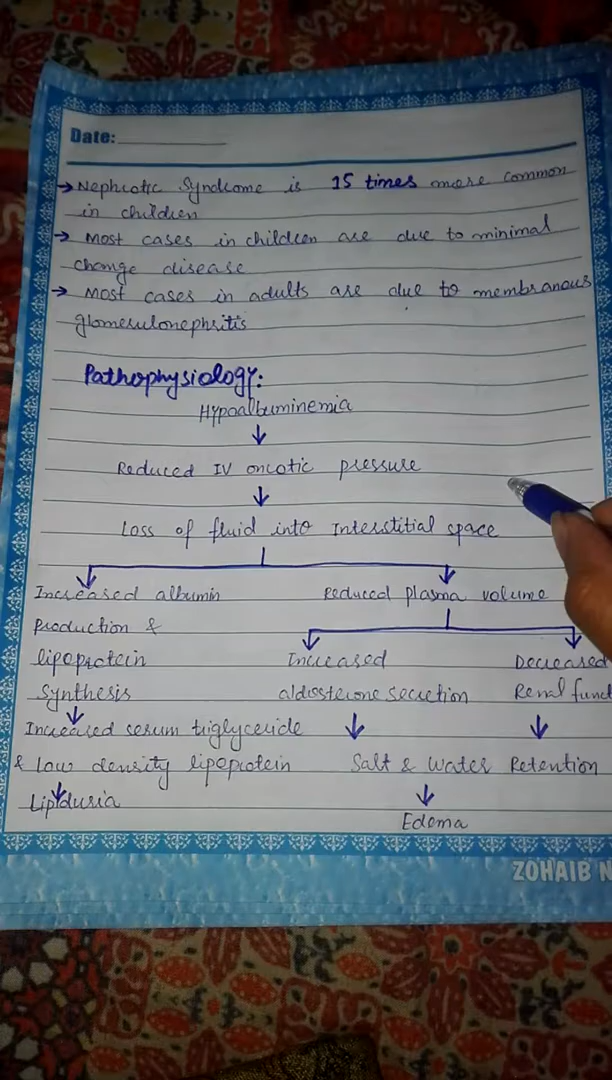 Date:
→ Nephrotic Syndrome is 15 times more common
in children
→ Most cases in children are due to minimal
change disease
→ Most cases in adults are due to membranous
glomerulonephritis
Pathophysiology:
Hypoalbuminemia
↓
Reduced IV oncotic pressure
↓
Loss of fluid into Interstitial space
Increased albumin
production &
lipoprotein
Synthesis
Reduced plasma volume
Increased
aldosterone secretion
Decreased
Renal funct
Increased serum triglyceride
& Low density lipoprotein
Lipiduria
Salt & Water Retention
↓
Edema
ZOHAIB N